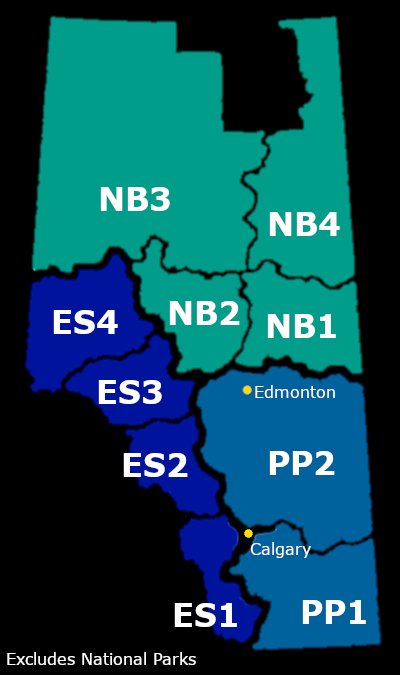 NB3
NB4
NB2
NB1
ES4
ES3
Edmonton
ES2
PP2
Calgary
ES1
PP1
Excludes National Parks